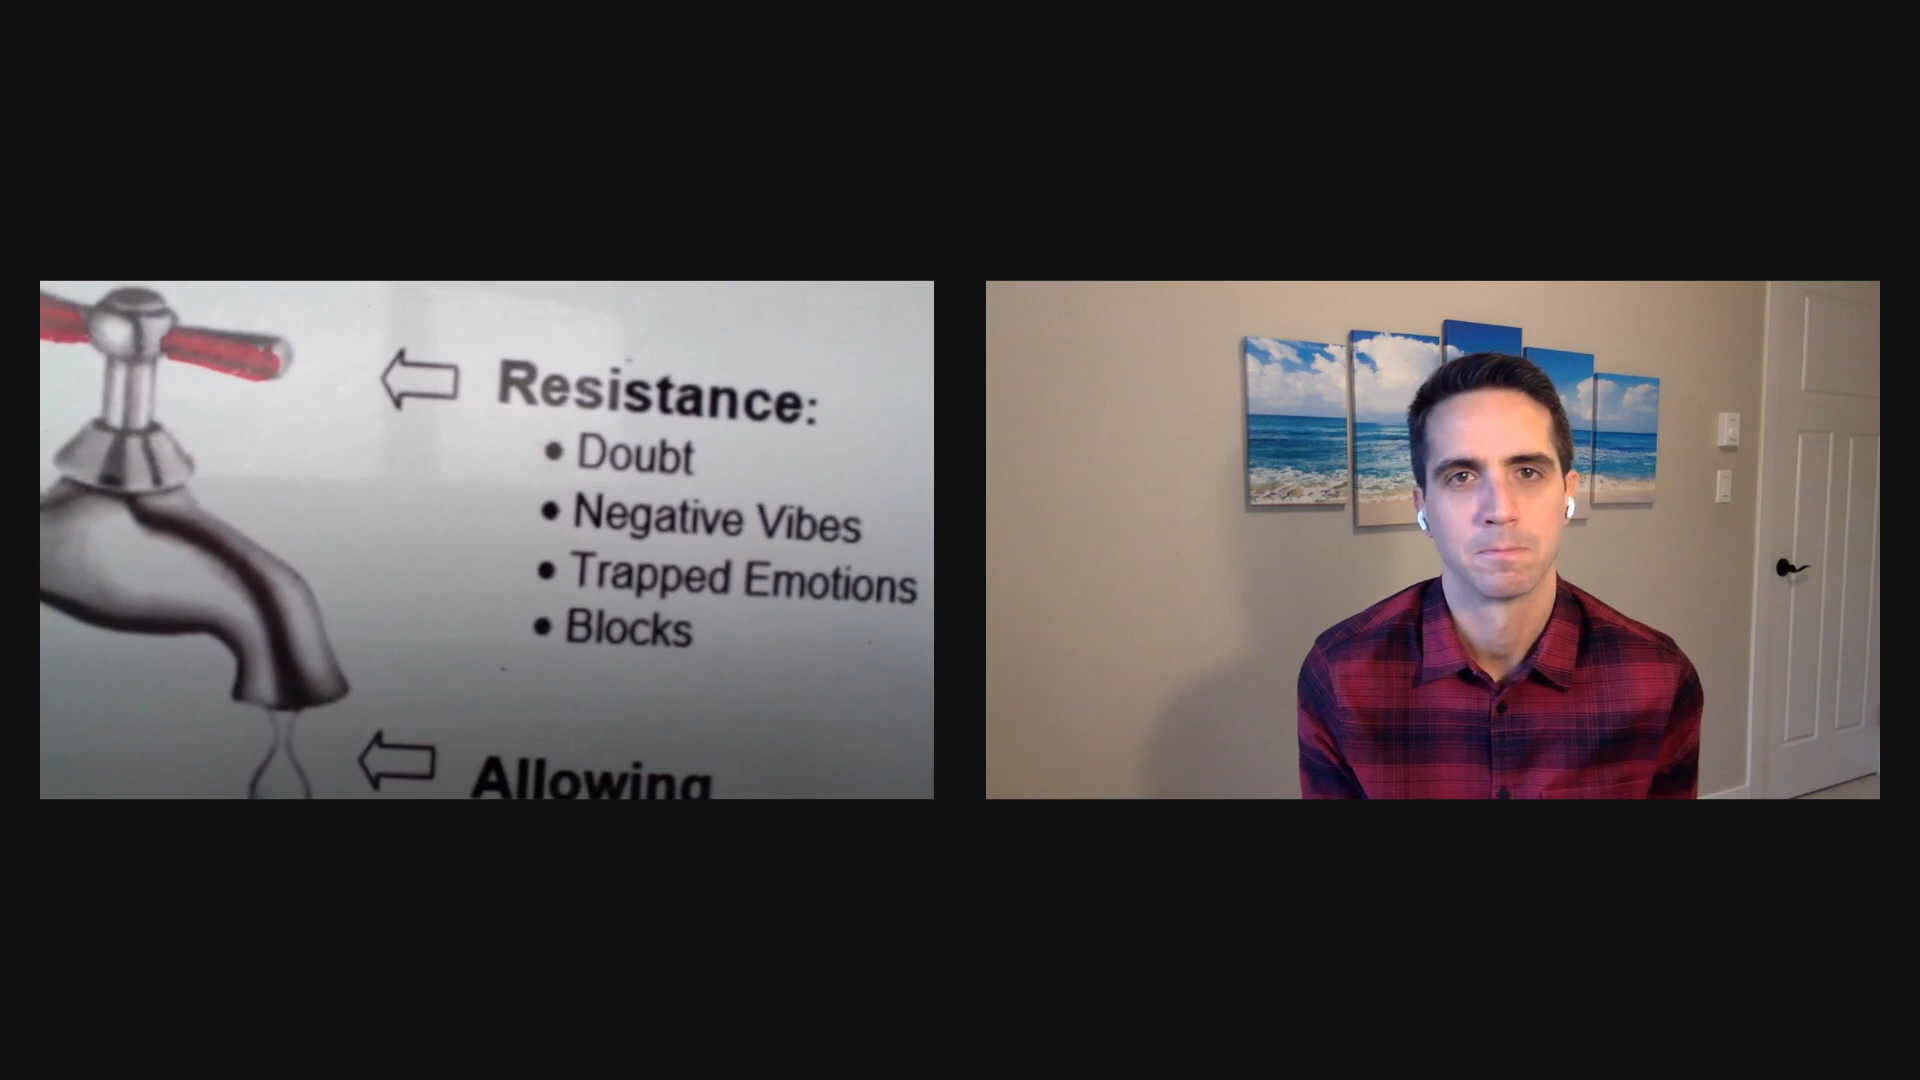 Resistance:
• Doubt
• Negative Vibes
• Trapped Emotions
• Blocks
Allowing